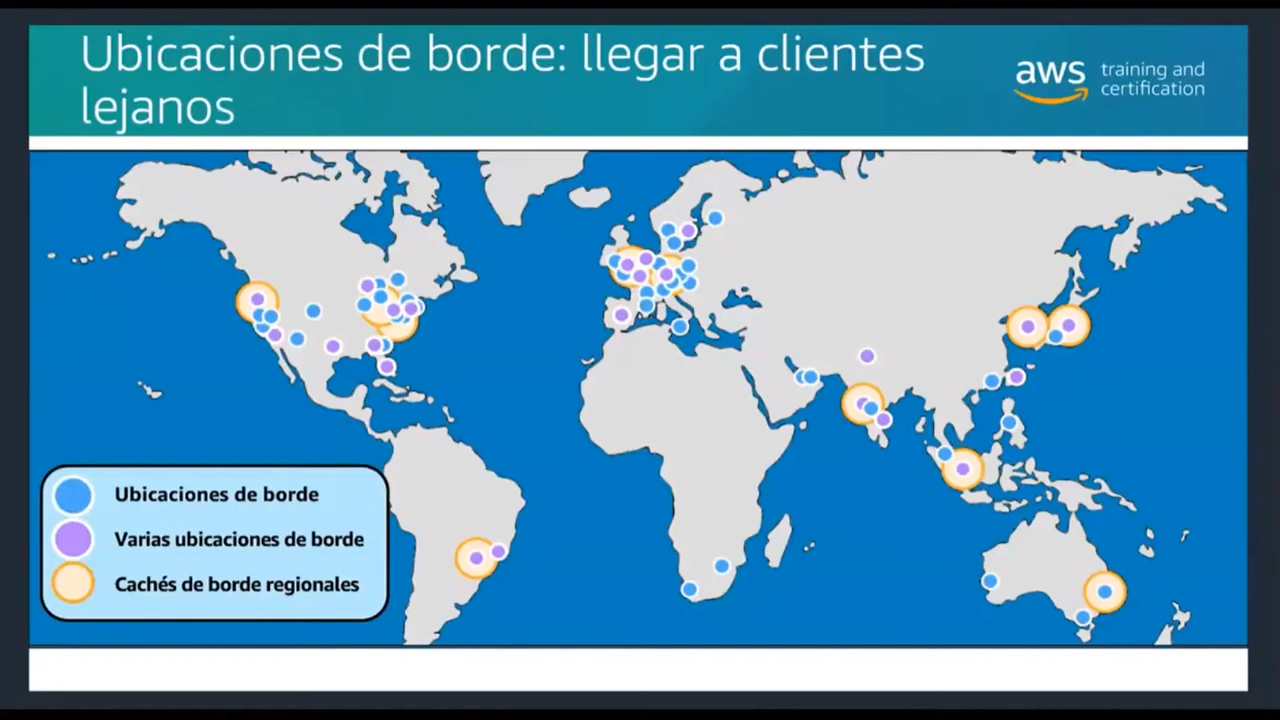 Ubicaciones de borde: llegar a clientes
lejanos
aws training and
certification
Ubicaciones de borde
Varias ubicaciones de borde
Cachés de borde regionales